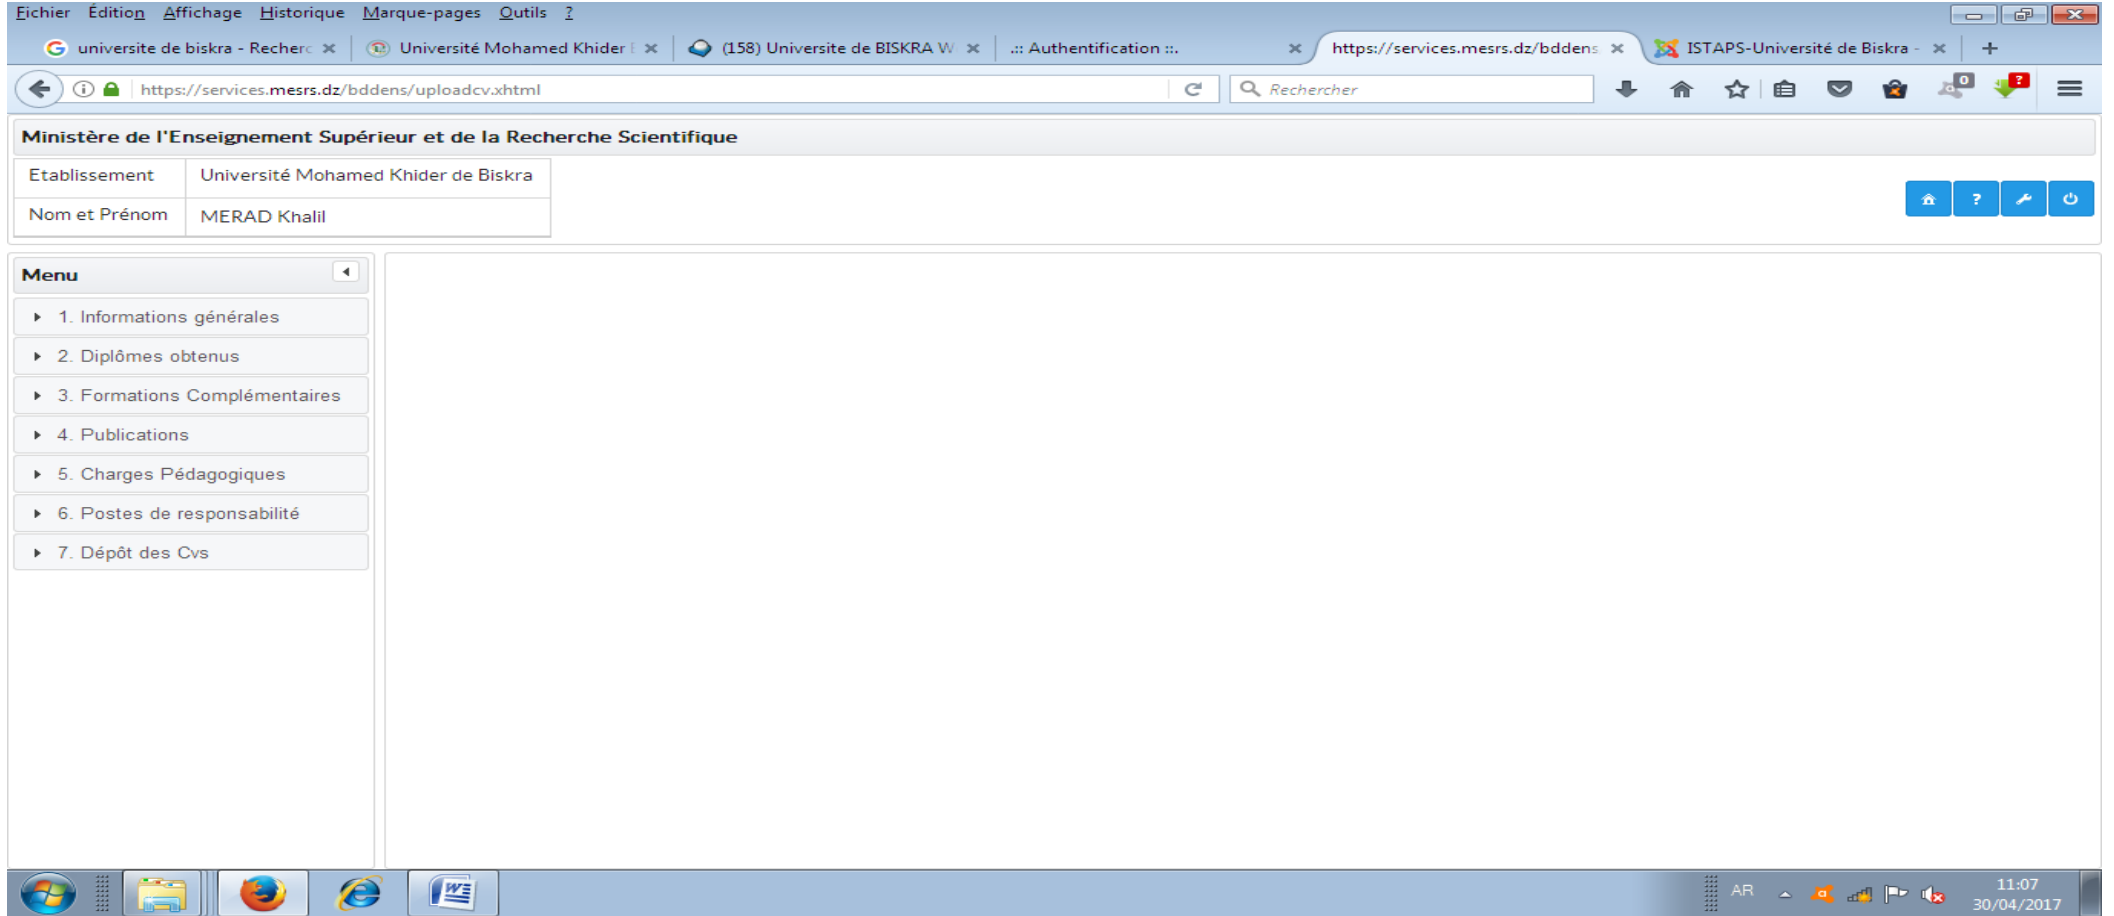 Fichier Édition Affichage Historique Marque-pages Outils ?
universite de biskra - Recherc
Université Mohamed Khider
(158) Universite de BISKRA W
.:: Authentification ::.
https://services.mesrs.dz/bddens
ISTAPS-Université de Biskra -
https://services.mesrs.dz/bddens/uploadcv.xhtml
Rechercher
0
?
Ministère de l'Enseignement Supérieur et de la Recherche Scientifique
Etablissement Université Mohamed Khider de Biskra
Nom et Prénom MERAD Khalil
?
Menu
1. Informations générales
2. Diplômes obtenus
3. Formations Complémentaires
4. Publications
5. Charges Pédagogiques
6. Postes de responsabilité
7. Dépôt des Cvs
AR
11:07
30/04/2017